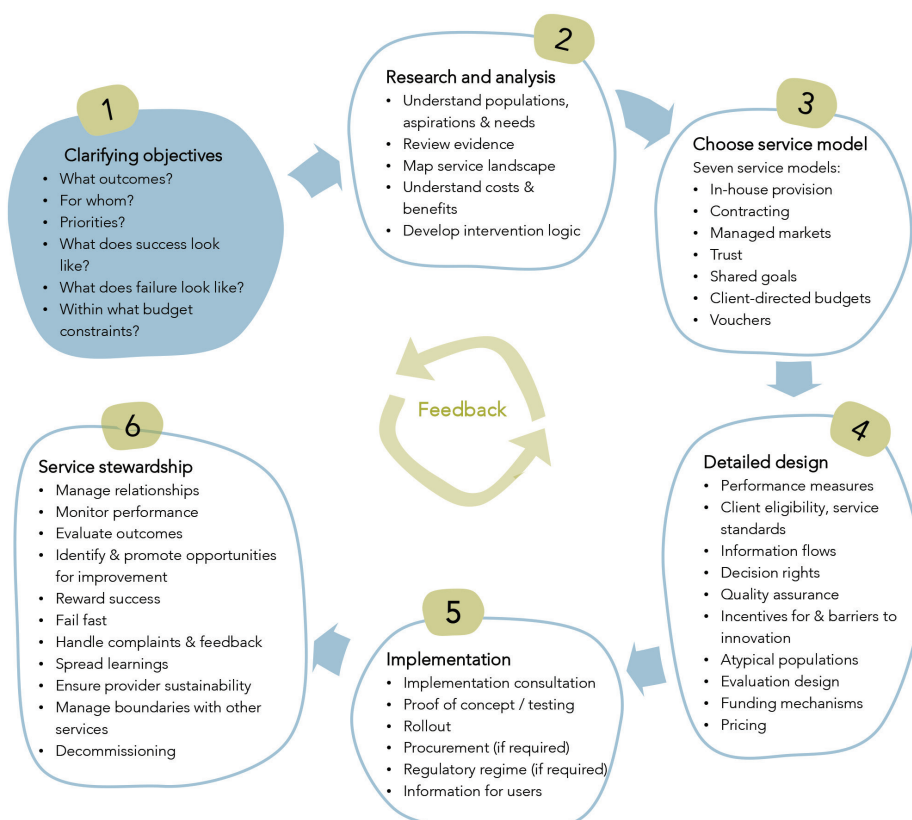 1
Clarifying objectives
• What outcomes?
• For whom?
• Priorities?
• What does success look
like?
• What does failure look like?
• Within what budget
constraints?
2
Research and analysis
• Understand populations,
aspirations & needs
• Review evidence
• Map service landscape
• Understand costs &
benefits
• Develop intervention logic
3
Choose service model
Seven service models:
• In-house provision
• Contracting
• Managed markets
• Trust
• Shared goals
• Client-directed budgets
• Vouchers
4
Detailed design
• Performance measures
• Client eligibility, service
standards
• Information flows
• Decision rights
• Quality assurance
• Incentives for & barriers to
innovation
• Atypical populations
• Evaluation design
• Funding mechanisms
• Pricing
5
Implementation
• Implementation consultation
• Proof of concept / testing
• Rollout
• Procurement (if required)
• Regulatory regime (if required)
• Information for users
6
Service stewardship
• Manage relationships
• Monitor performance
• Evaluate outcomes
• Identify & promote opportunities
for improvement
• Reward success
• Fail fast
• Handle complaints & feedback
• Spread learnings
• Ensure provider sustainability
• Manage boundaries with other
services
• Decommissioning
Feedback